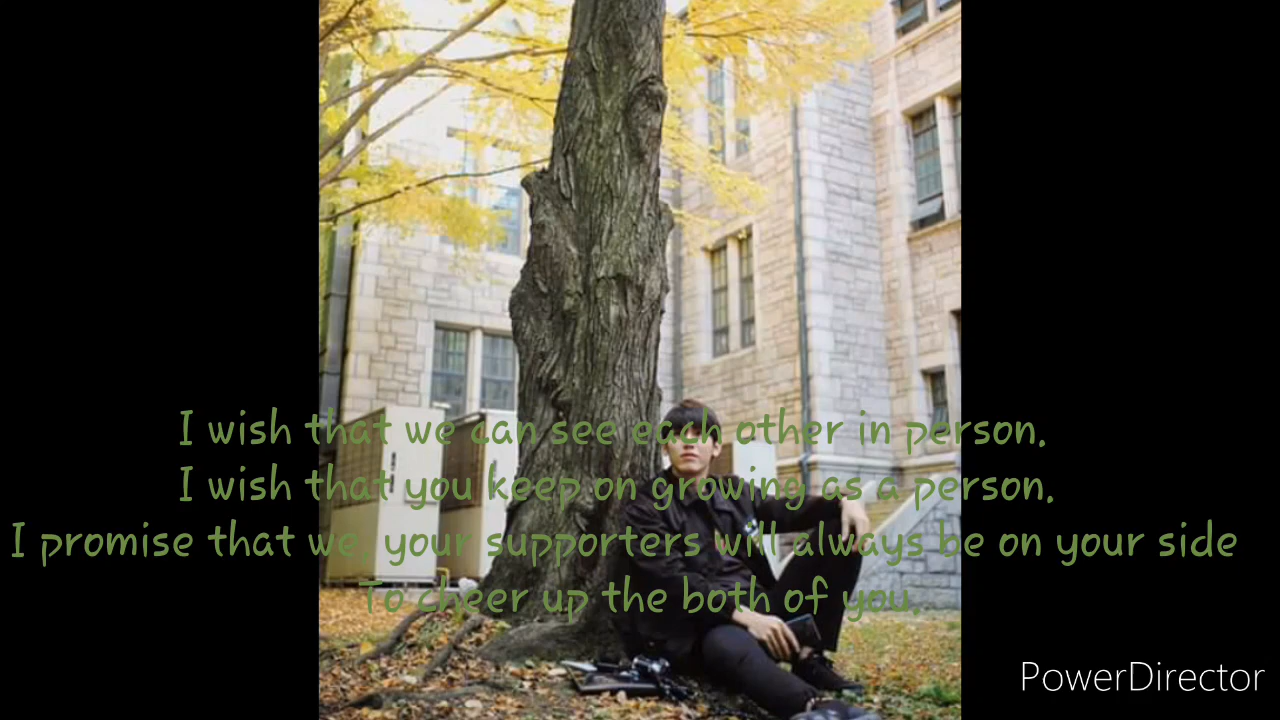 I wish that we can see each other in person.
I wish that you keep on growing as a person.
I promise that we, your supporters will always be on your side
To cheer up the both of you.
PowerDirector